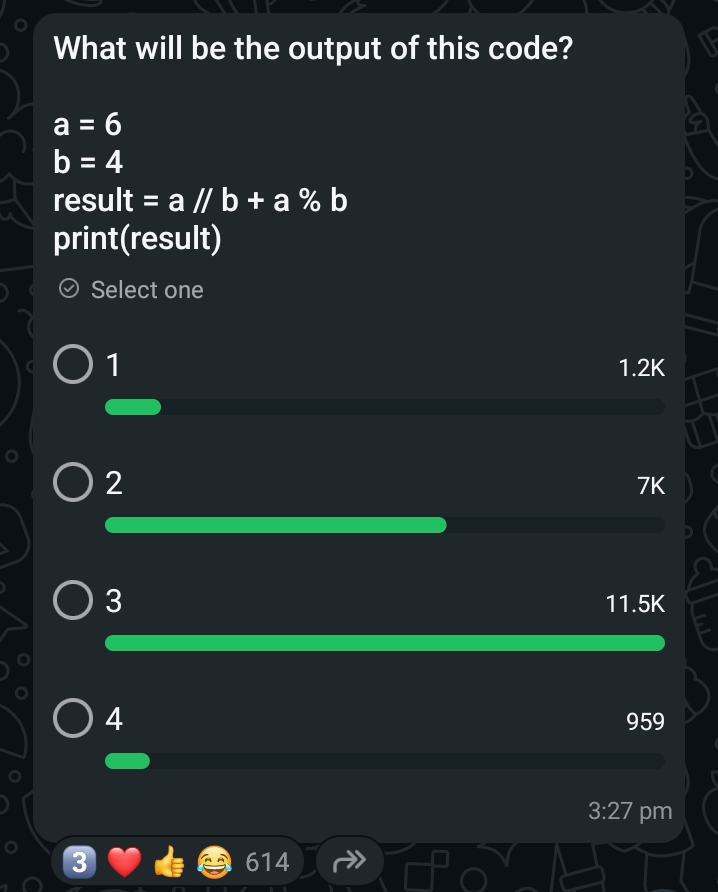 What will be the output of this code?
a = 6
b = 4
result = a // b + a % b
print(result)
Select one
1 1.2K
2 7K
3 11.5K
4 959
3:27 pm
3 614